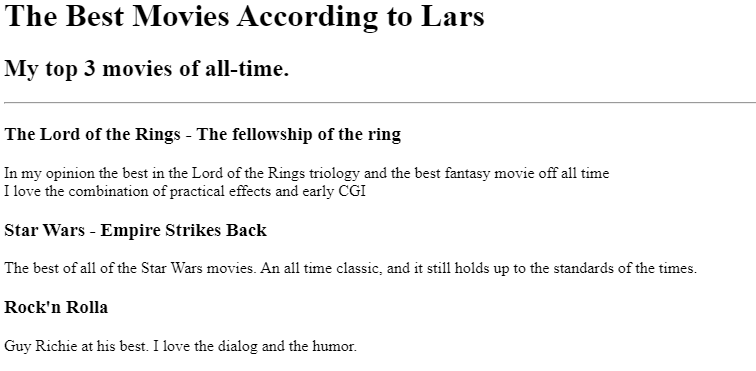 The Best Movies According to Lars
My top 3 movies of all-time.
The Lord of the Rings - The fellowship of the ring
In my opinion the best in the Lord of the Rings triology and the best fantasy movie off all time
I love the combination of practical effects and early CGI
Star Wars - Empire Strikes Back
The best of all of the Star Wars movies. An all time classic, and it still holds up to the standards of the times.
Rock'n Rolla
Guy Richie at his best. I love the dialog and the humor.